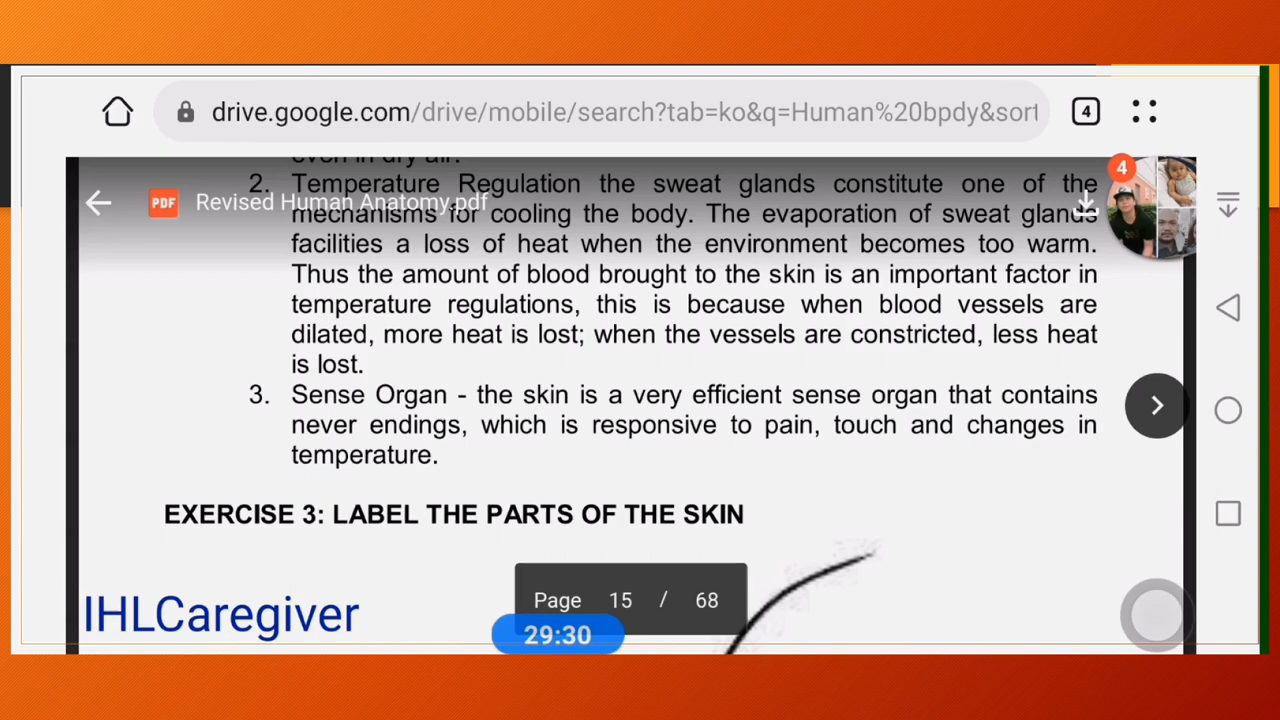 drive.google.com/drive/mobile/search?tab=ko&q=Human%20bpdy&sort
4
even in dry air.
4
2. Temperature Regulation the sweat glands constitute one of the
PDF Revised Human Anatomy.pdf
mechanisms for cooling the body. The evaporation of sweat glands
facilities a loss of heat when the environment becomes too warm.
Thus the amount of blood brought to the skin is an important factor in
temperature regulations, this is because when blood vessels are
dilated, more heat is lost; when the vessels are constricted, less heat
is lost.
3. Sense Organ - the skin is a very efficient sense organ that contains
never endings, which is responsive to pain, touch and changes in
temperature.
EXERCISE 3: LABEL THE PARTS OF THE SKIN
Page 15 / 68
IHLCaregiver
29:30